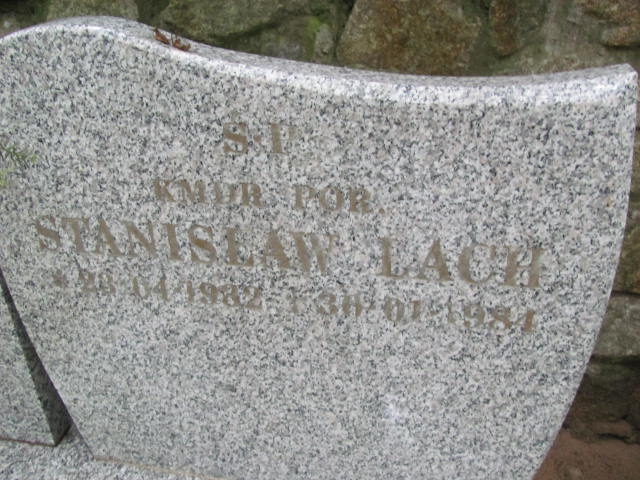 Ś.P.
KMDR POR.
STANISŁAW LACH
* 23.04.1932 † 30.01.1984